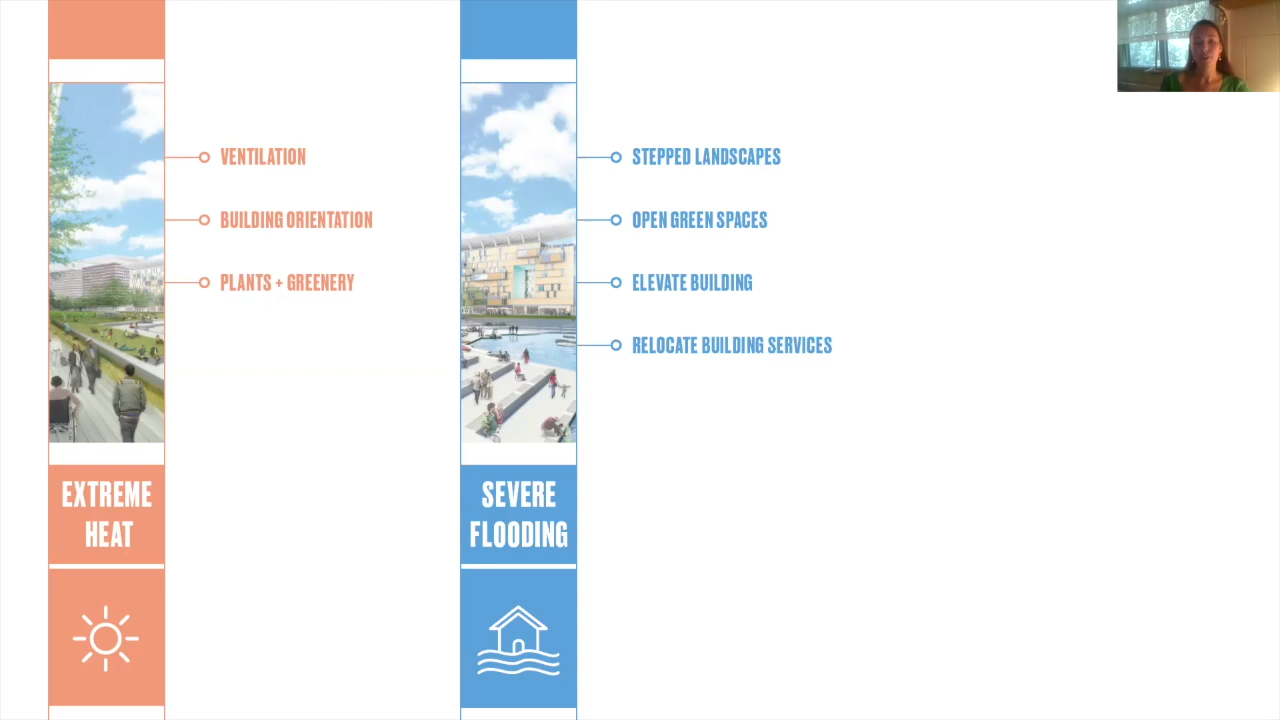 VENTILATION
BUILDING ORIENTATION
PLANTS + GREENERY
EXTREME
HEAT
STEPPED LANDSCAPES
OPEN GREEN SPACES
ELEVATE BUILDING
RELOCATE BUILDING SERVICES
SEVERE
FLOODING